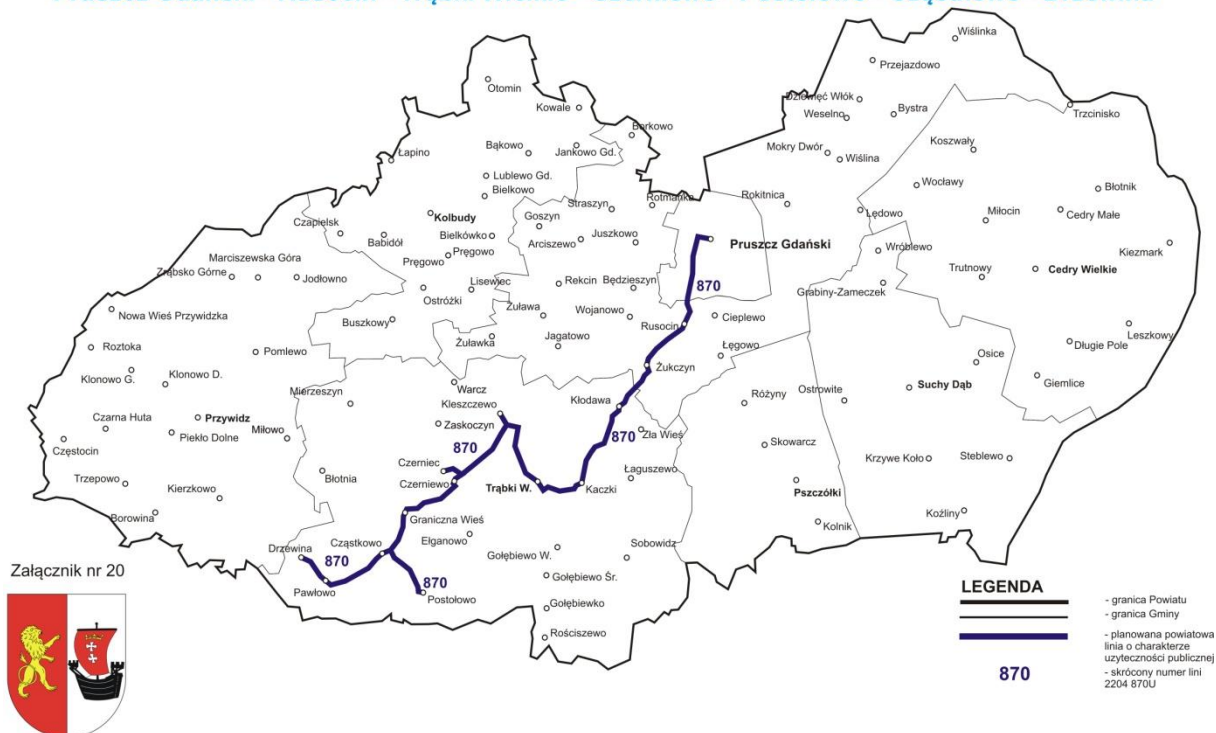 Wiślinka
Przejazdowo
Otomin
Kowale
Dziewięć Włók
Trzcinisko
Weselno
Bystra
Borkowo
Łapino
Bąkowo
Jankowo Gd.
Mokry Dwór
Wiślina
Koszwały
Lublewo Gd.
Bielkowo
Wocławy
Błotnik
Straszyn
Rotmanka
Rokitnica
Kolbudy
Goszyn
Lędowo
Miłocin
Cedry Małe
Czapielsk
Babidół
Bielkówko
Arciszewo
Juszkowo
Pruszcz Gdański
Wróblewo
Kiezmark
Pręgowo
Pręgowo
Marciszewska Góra
Zrąbsko Górne
Jodłowno
Lisewiec
Rekcin
Będzieszyn
870
Trutnowy
Cedry Wielkie
Grabiny-Zameczek
Ostróżki
Nowa Wieś Przywidzka
Buszkowy
Żuława
Wojanowo
Rusocin
Cieplewo
Leszkowy
Roztoka
Pomlewo
Żuławka
Jagatowo
Łęgowo
Długie Pole
Klonowo G.
Klonowo D.
Żukczyn
Osice
Mierzeszyn
Warcz
Suchy Dąb
Giemlice
Kleszczewo
Kłodawa
Różyny
Ostrowite
Czarna Huta
Przywidz
Zaskoczyn
Częstocin
Piekło Dolne
Miłowo
870
870
Zła Wieś
Skowarcz
Czerniec
Krzywe Koło
Steblewo
Trzepowo
Błotnia
Czerniewo
Trąbki W.
Kaczki
Łaguszewo
Kierzkowo
Pszczółki
Borowina
Graniczna Wieś
Kolnik
Koźliny
Drzewina
Cząstkowo
Ełganowo
Gołębiewo W.
Sobowidz
870
Załącznik nr 20
Pawłowo
870
Postołowo
Gołębiewo Śr.
Gołębiewko
Rościszewo
LEGENDA
- granica Powiatu
- granica Gminy
- planowana powiatowa
linia o charakterze
uzyteczności publicznej
870
- skrócony numer lini
2204 870U